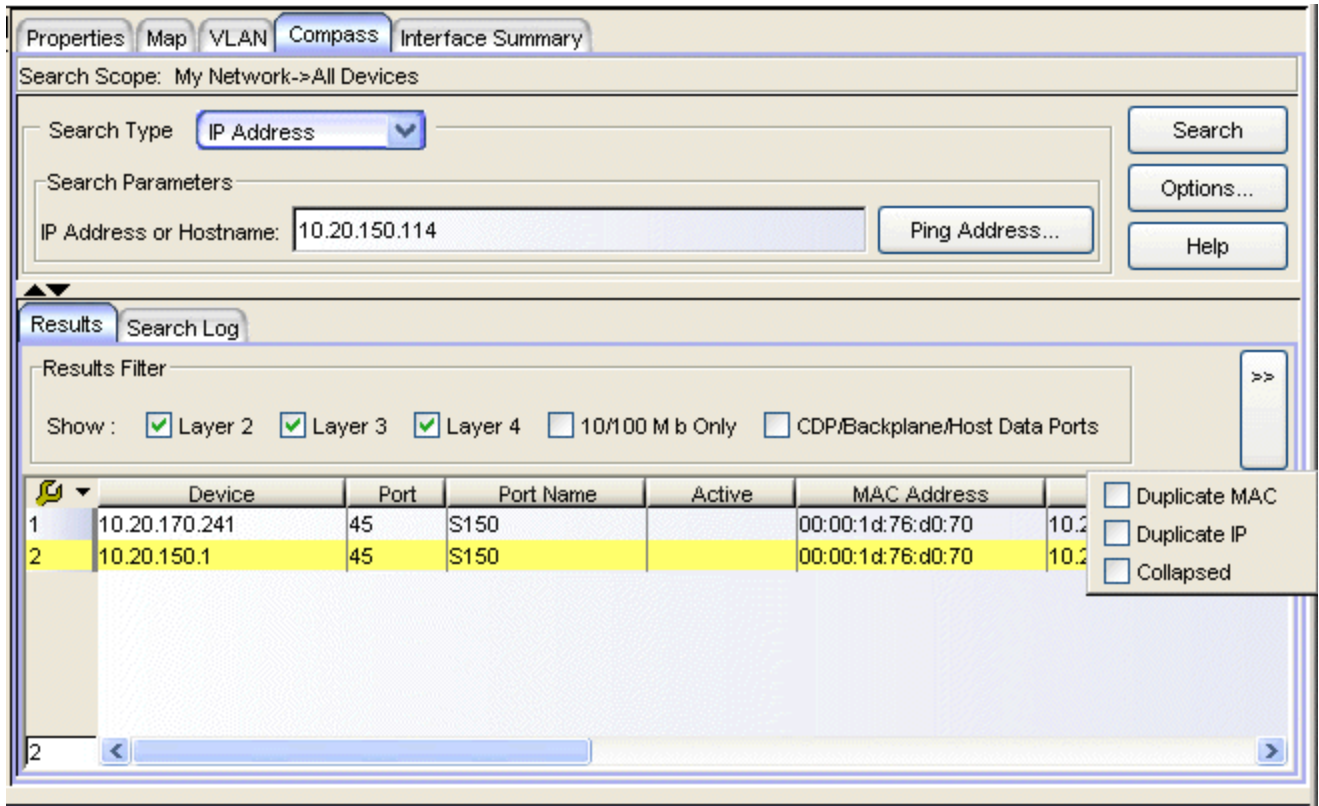 Properties Map VLAN Compass Interface Summary
Search Scope: My Network->All Devices
Search Type IP Address Search
Search Parameters Options...
IP Address or Hostname: 10.20.150.114 Ping Address... Help
Results Search Log
Results Filter >>
Show : Layer 2 Layer 3 Layer 4 10/100 M b Only CDP/Backplane/Host Data Ports
Device Port Port Name Active MAC Address
1 10.20.170.241 45 S150 00:00:1d:76:d0:70 10.2
2 10.20.150.1 45 S150 00:00:1d:76:d0:70 10.2
Duplicate MAC
Duplicate IP
Collapsed
2